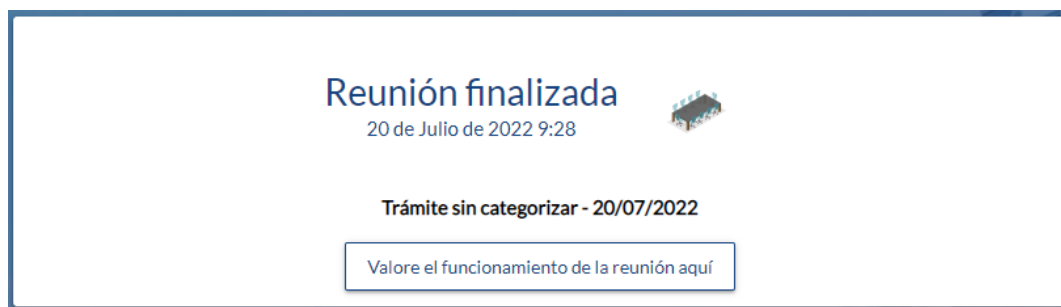 Reunión finalizada
20 de Julio de 2022 9:28
Trámite sin categorizar - 20/07/2022
Valore el funcionamiento de la reunión aquí